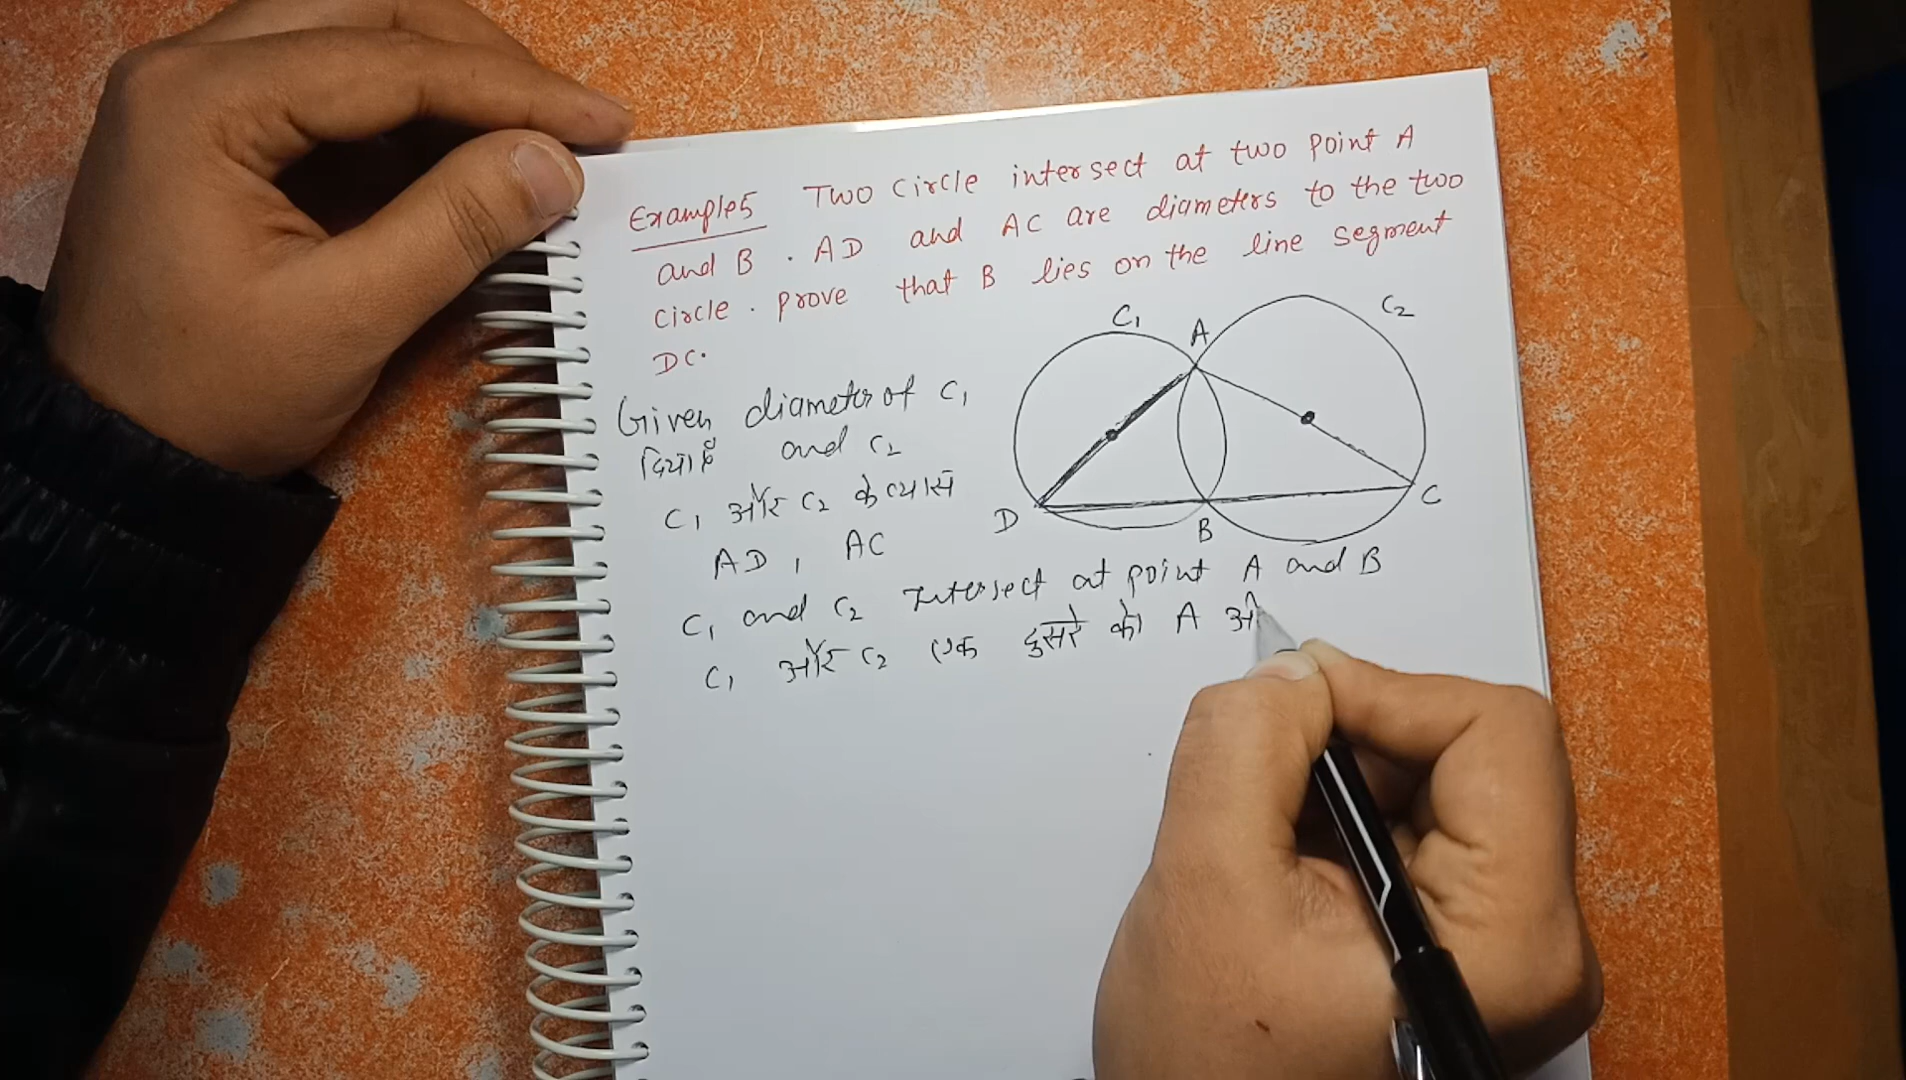 Example5 Two circle intersect at two point A
and B . AD and AC are diameters to the two
circle . prove that B lies on the line segment
DC.
C₁ A C₂
D B C
Given diameter of C₁
दिया है and C₂
C₁ और C₂ के व्यास
AD , AC
C₁ and C₂ Intersect at point A and B
C₁ और C₂ एक दुसरे को A औ